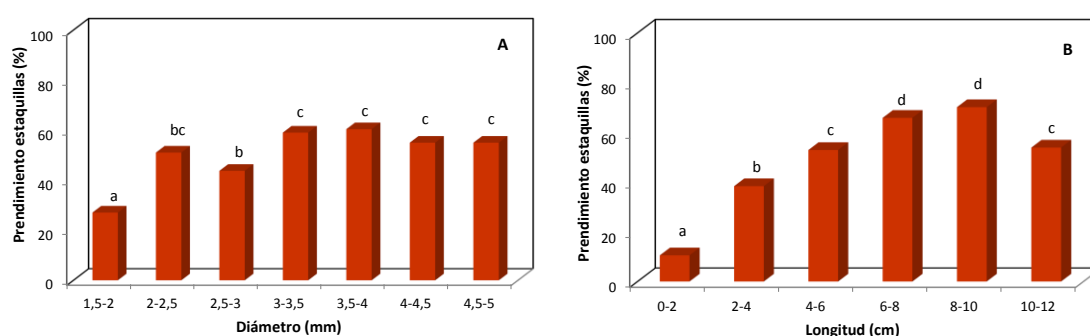 A
Prendimiento estaquillas (%)
100
80
60
40
20
0
a
bc
b
c
c
c
c
1,5-2 2-2,5 2,5-3 3-3,5 3,5-4 4-4,5 4,5-5
Diámetro (mm)
B
Prendimiento estaquillas (%)
100
80
60
40
20
0
a
b
c
d
d
c
0-2 2-4 4-6 6-8 8-10 10-12
Longitud (cm)